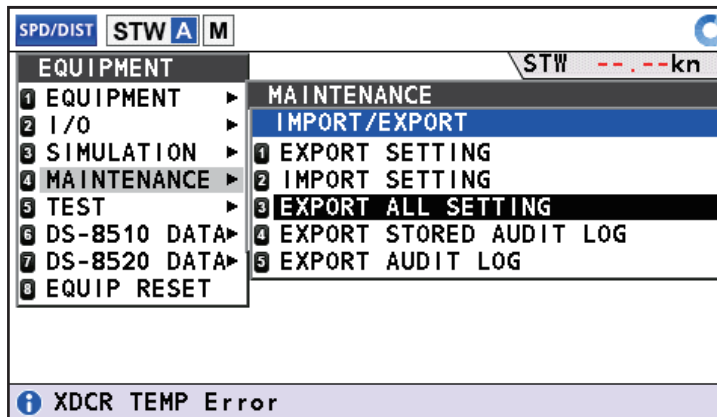 SPD/DIST STW A M
STW --.--kn
EQUIPMENT
1 EQUIPMENT ▶
2 I/O ▶
3 SIMULATION ▶
4 MAINTENANCE ▶
5 TEST ▶
6 DS-8510 DATA▶
7 DS-8520 DATA▶
8 EQUIP RESET
MAINTENANCE
IMPORT/EXPORT
1 EXPORT SETTING
2 IMPORT SETTING
3 EXPORT ALL SETTING
4 EXPORT STORED AUDIT LOG
5 EXPORT AUDIT LOG
XDCR TEMP Error